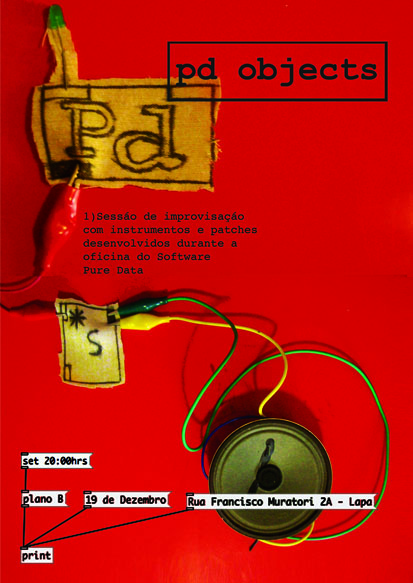 pd objects
Pd
1)Sessão de improvisação
com instrumentos e patches
desenvolvidos durante a
oficina do Software
Pure Data
*
S
set 20:00hrs
plano B
19 de Dezembro
Rua Francisco Muratori 2A - Lapa
print